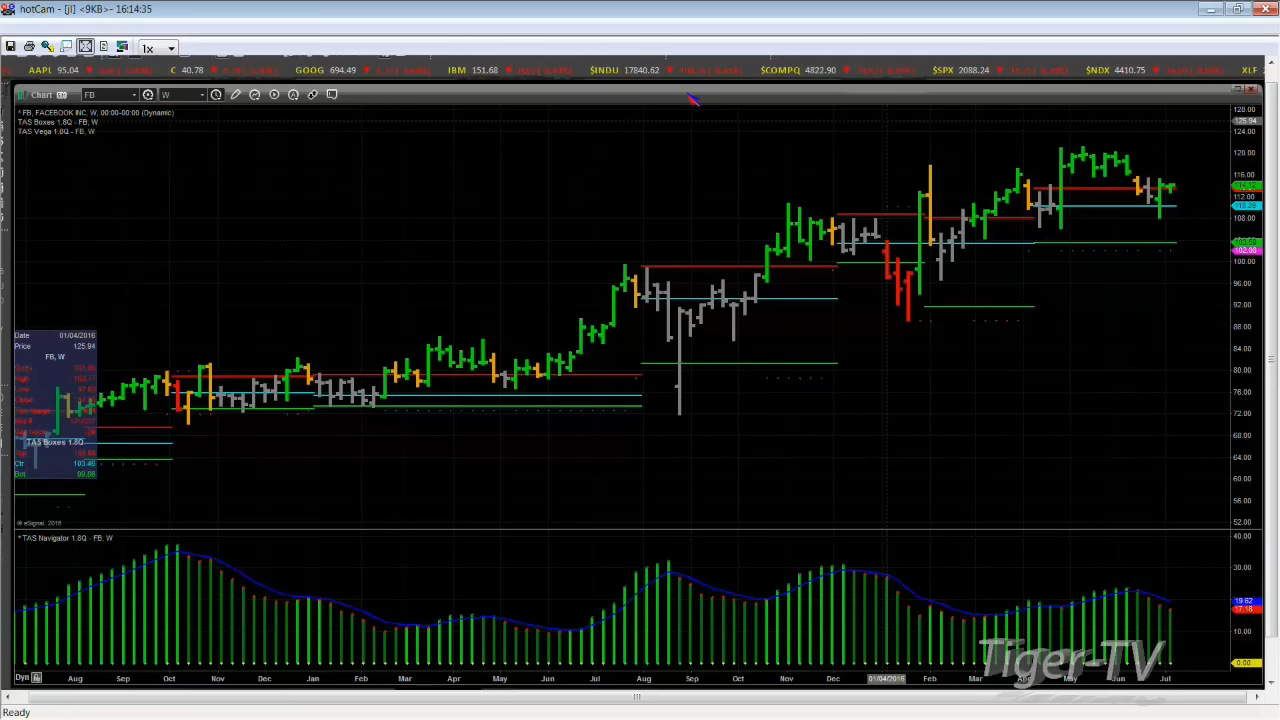 hotCam - [jl] <9KB>- 16:14:35
1x
AAPL 95.04 C 40.78 GOOG 694.49 IBM 151.68 $INDU 17840.62 $COMPQ 4822.90 $SPX 2088.24 $NDX 4410.75 XLF
Chart FB W
* FB, FACEBOOK INC, W, 00:00-00:00 (Dynamic)
TAS Boxes 1.8Q - FB, W
TAS Vega 1.8Q - FB, W
128.00
125.94
124.00
120.00
116.00
114.12
112.00
110.28
108.00
103.50
102.08
100.00
96.00
92.00
88.00
84.00
80.00
76.00
72.00
68.00
64.00
60.00
56.00
52.00
Date 01/04/2016
Price 125.94
FB, W
TAS Boxes 1.8Q
Ctr 103.46
Bot
© eSignal, 2016
* TAS Navigator 1.8Q - FB, W
40.00
30.00
19.62
17.18
10.00
0.00
Dyn Aug Sep Oct Nov Dec Jan Feb Mar Apr May Jun Jul Aug Sep Oct Nov Dec 01/04/2016 Feb Mar Apr May Jun Jul
Tiger-TV
Ready